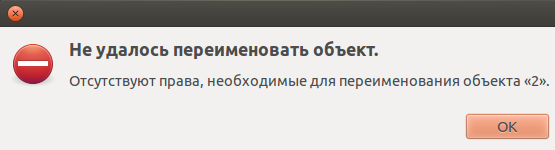 Не удалось переименовать объект.
Отсутствуют права, необходимые для переименования объекта «2».
OK